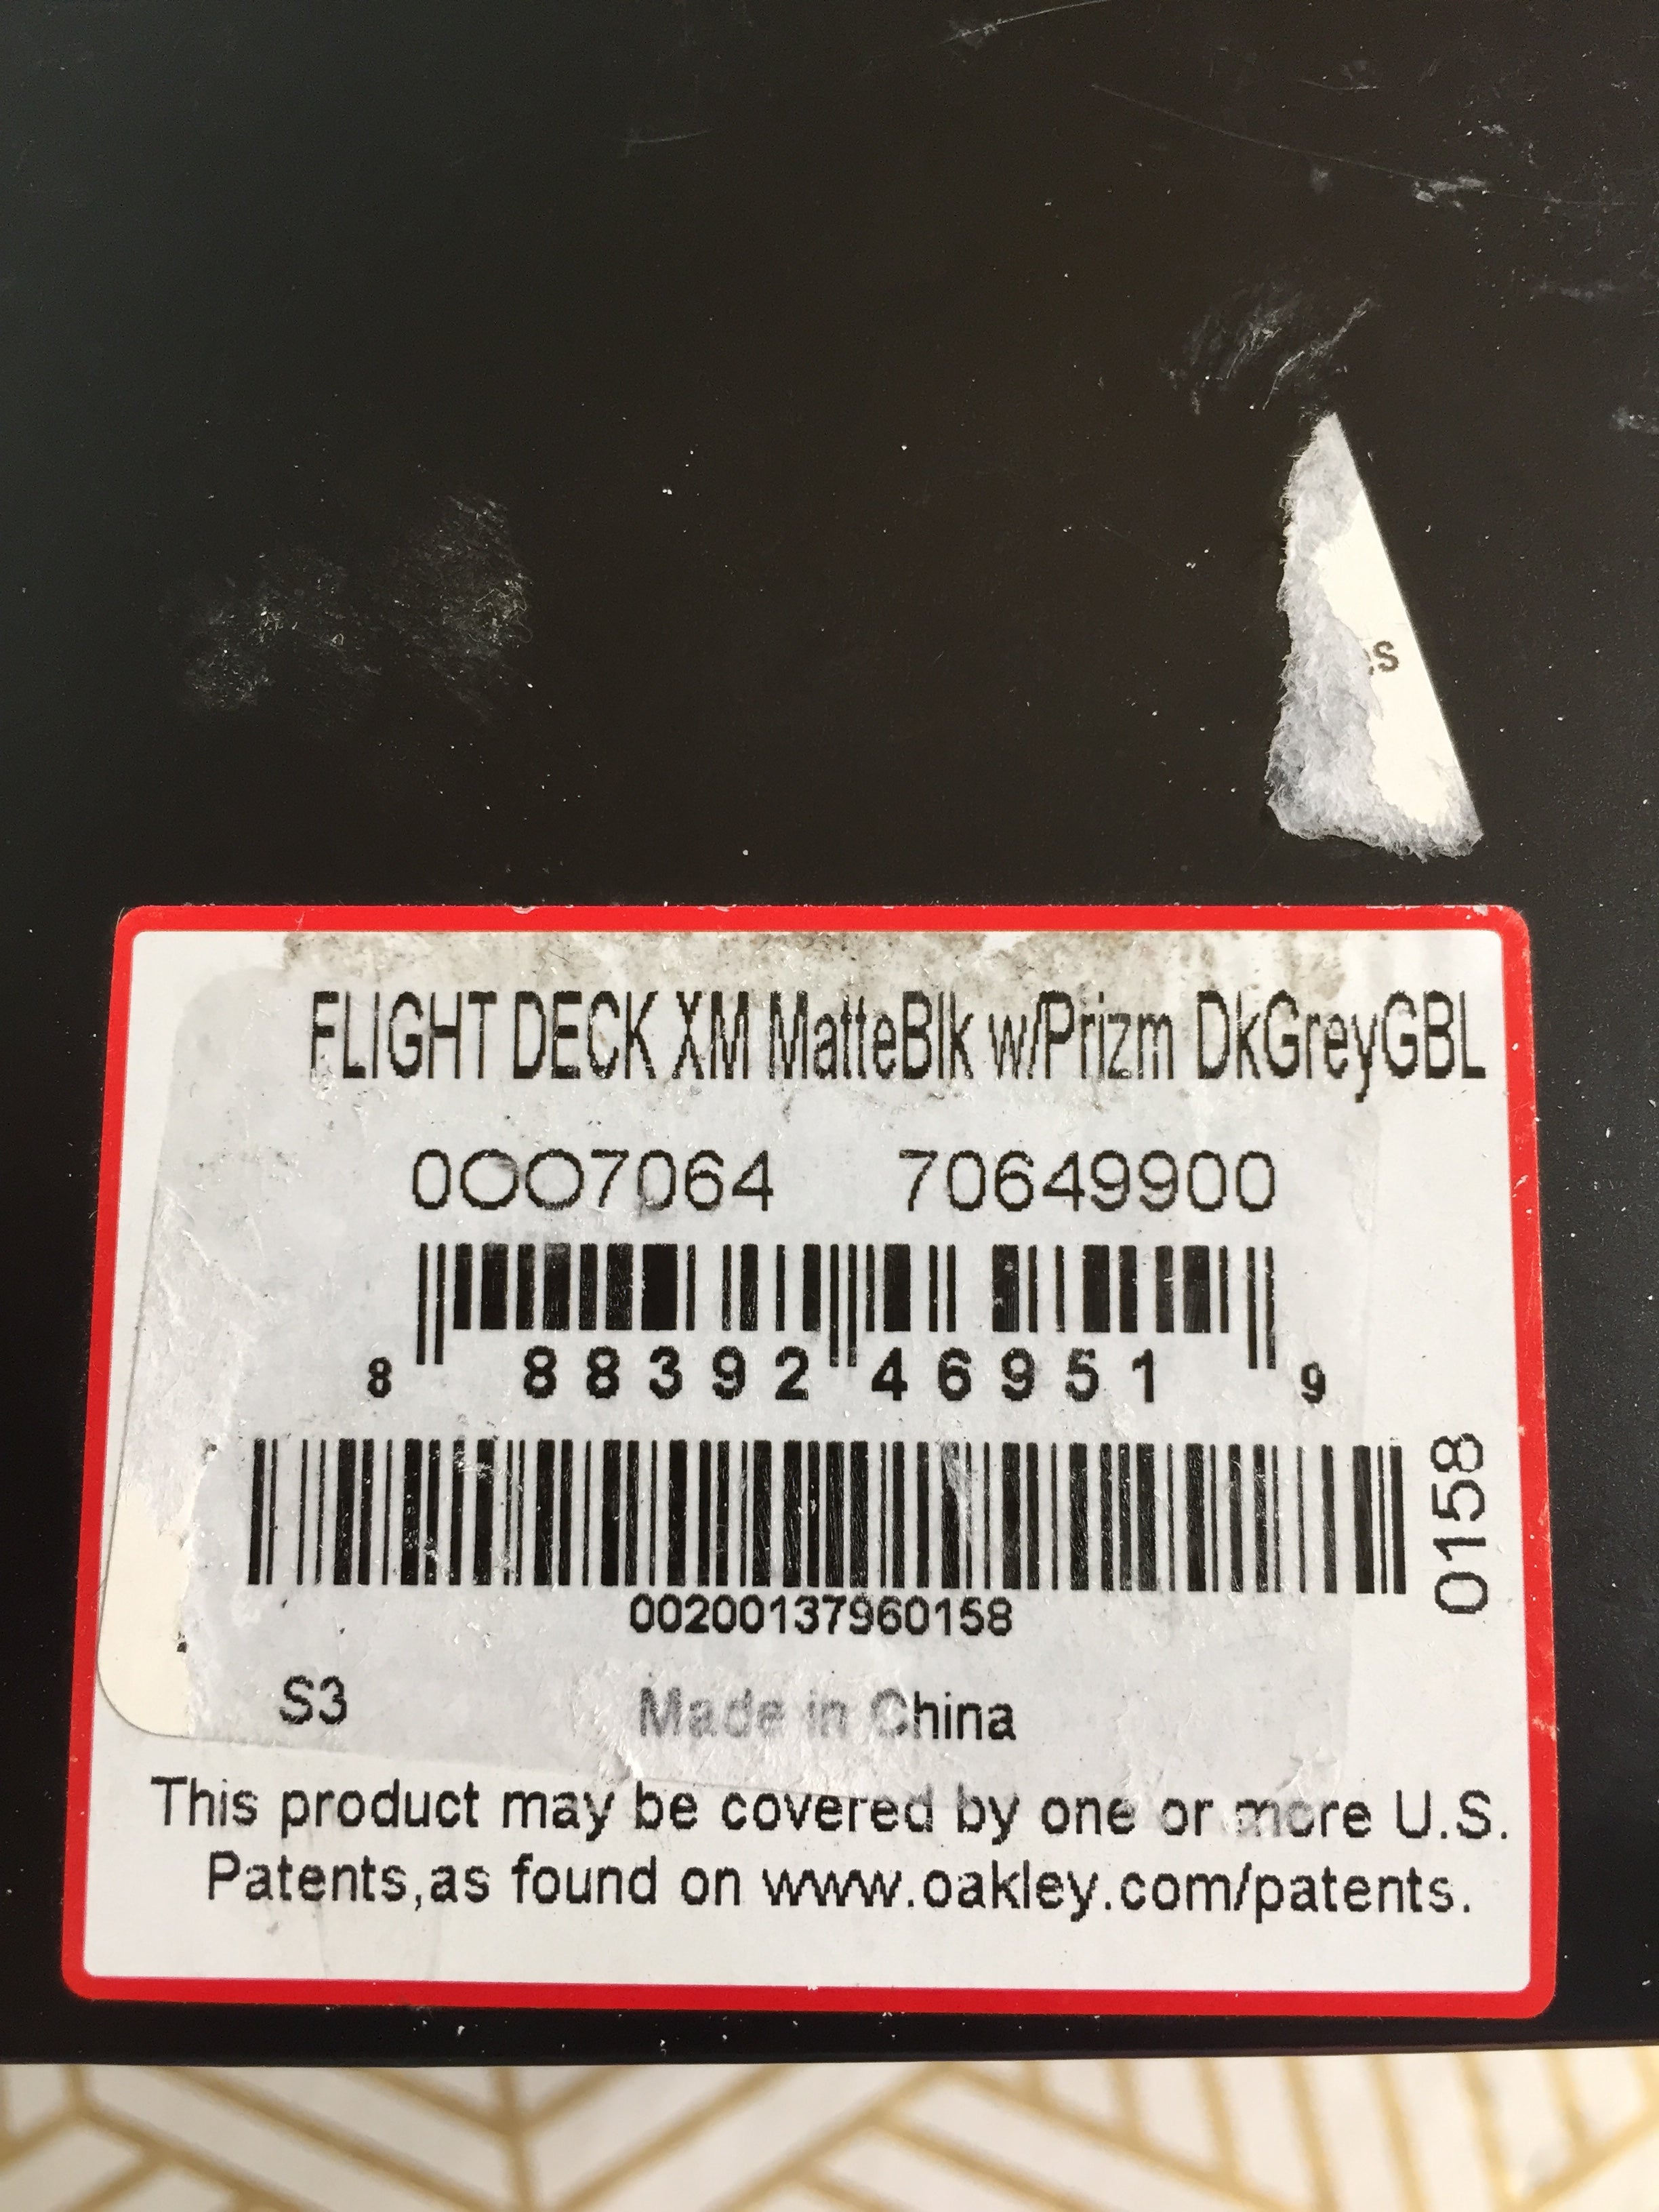 s
FLIGHT DECK XM MatteBlk w/Prizm DkGreyGBL
0OO7064 70649900
8 88392 46951 9
0158
00200137960158
S3 Made in China
This product may be covered by one or more U.S.
Patents,as found on www.oakley.com/patents.